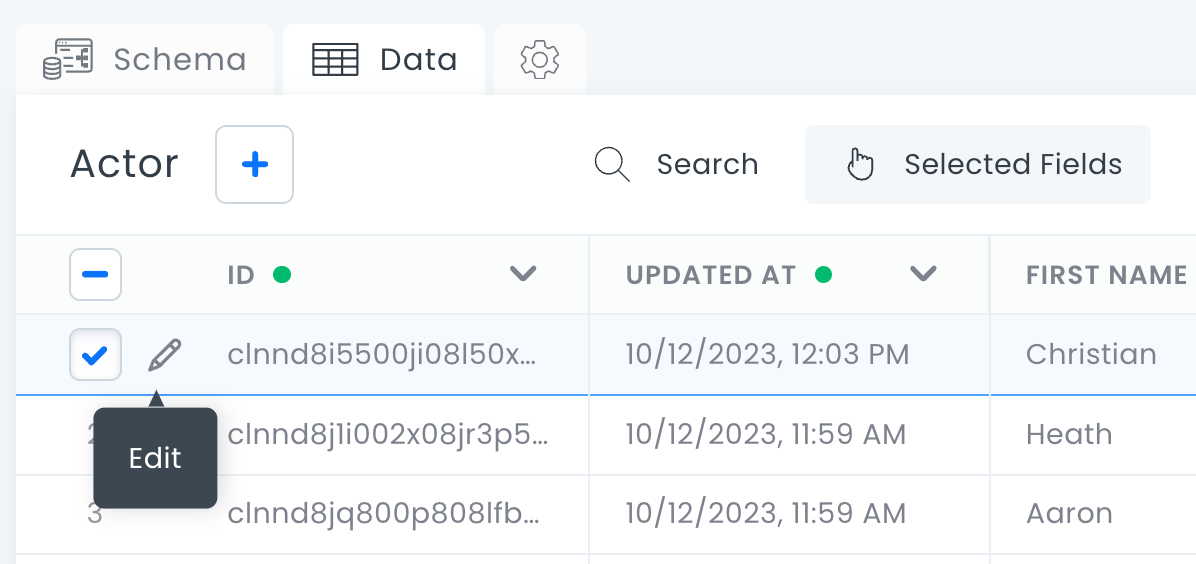 Schema Data
Actor Search Selected Fields
ID UPDATED AT FIRST NAME
clnnd8i5500ji08l50x... 10/12/2023, 12:03 PM Christian
clnnd8j1i002x08jr3p5... 10/12/2023, 11:59 AM Heath
Edit
3 clnnd8jq800p808lfb... 10/12/2023, 11:59 AM Aaron